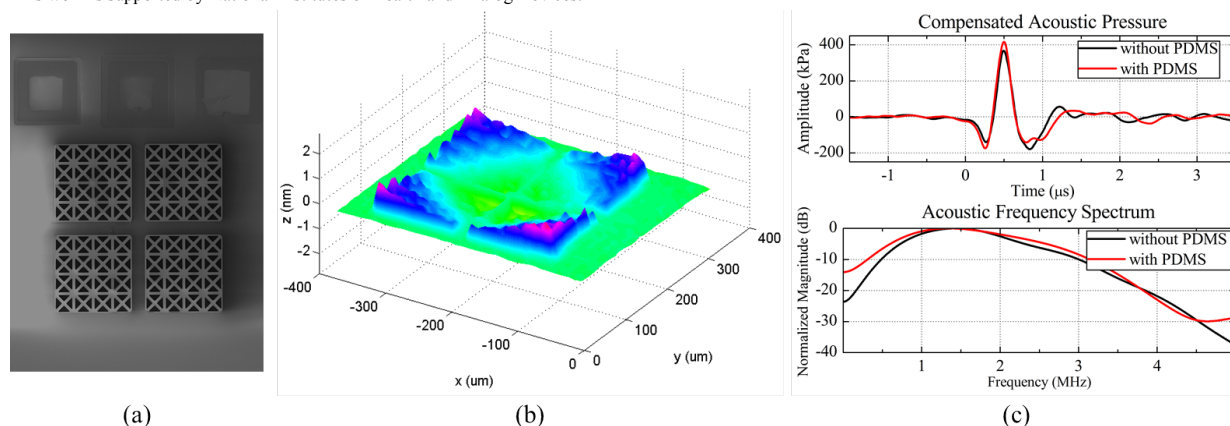 Compensated Acoustic Pressure
400
200
0
-200
Amplitude (kPa)
without PDMS
with PDMS
-1
0
1
2
3
Time (μs)
2
1
0
-1
-2
z (nm)
-400
-300
-200
-100
0
x (um)
0
100
200
300
400
y (um)
Acoustic Frequency Spectrum
0
-10
-20
-30
-40
Normalized Magnitude (dB)
without PDMS
with PDMS
1
2
3
4
Frequency (MHz)
(a)
(b)
(c)